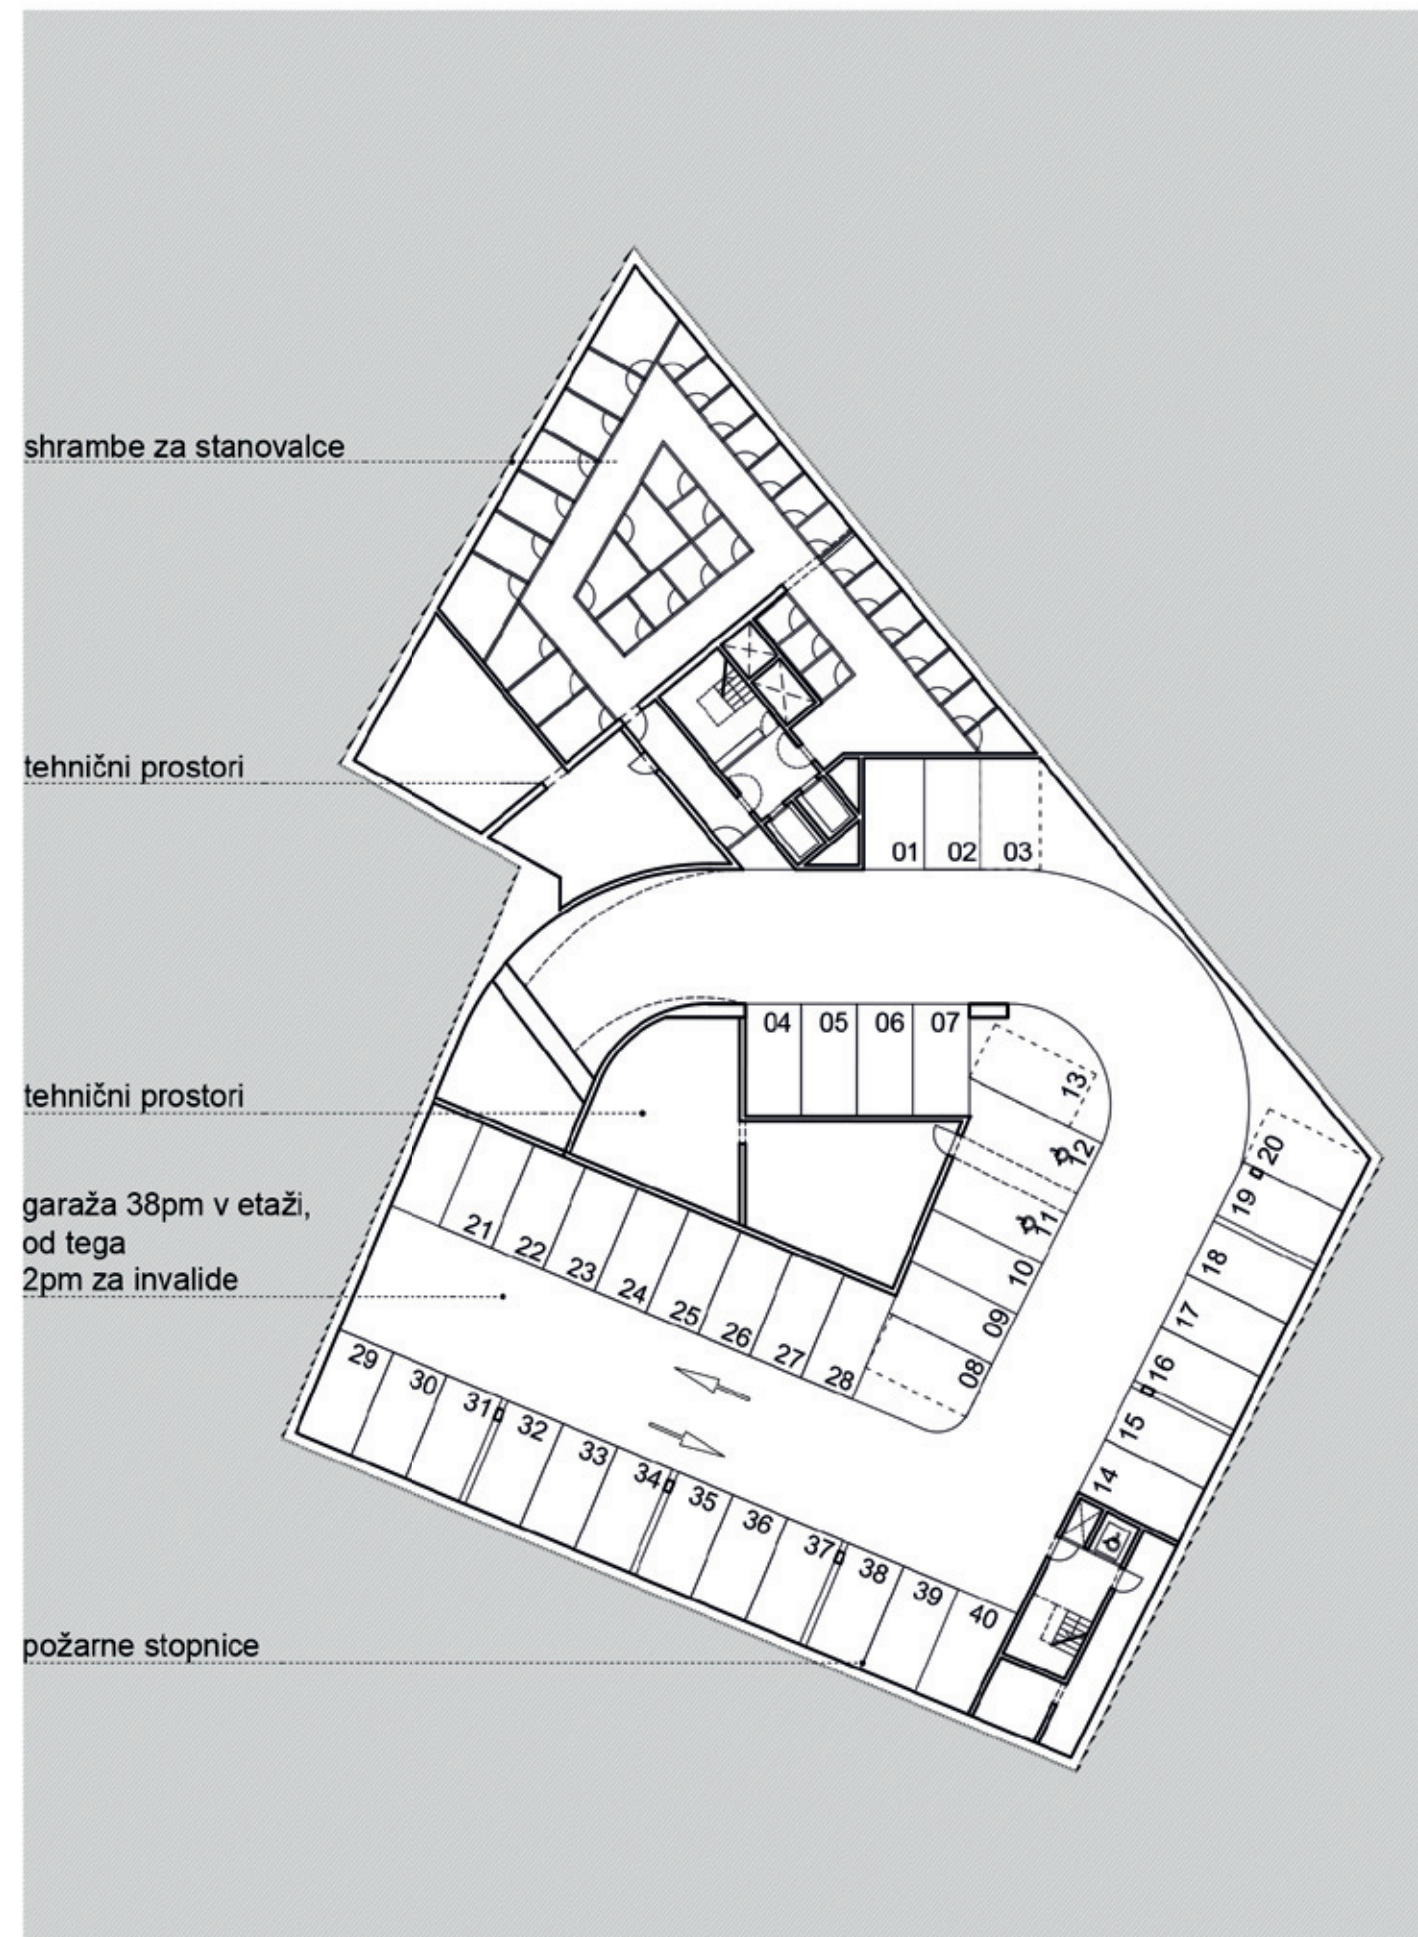 shrambe za stanovalce
tehnični prostori
01 02 03
04 05 06 07
tehnični prostori
13
12
11
10
09
08
20
19
18
17
16
15
14
garaža 38pm v etaži,
od tega
2pm za invalide
21 22 23 24 25 26 27 28
29 30 31 32 33 34 35 36 37 38 39 40
požarne stopnice